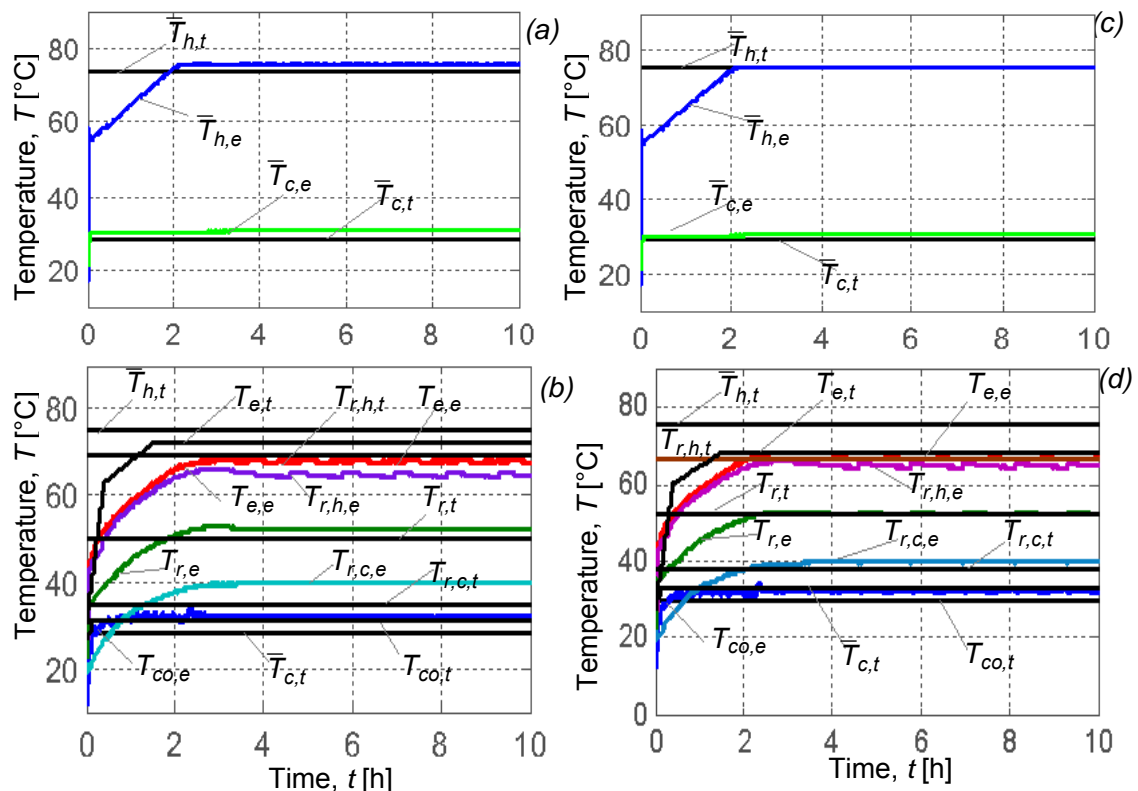 (a)
T̅h,t
T̅h,e
T̅c,e
T̅c,t
Temperature, T [°C]
80
60
40
20
0 2 4 6 8 10
(c)
T̅h,t
T̅h,e
T̅c,e
T̅c,t
Temperature, T [°C]
80
60
40
20
0 2 4 6 8 10
(b)
T̅h,t Te,t Tr,h,t Te,e
Te,e Tr,h,e Tr,t
Tr,e Tr,c,e Tr,c,t
Tco,e T̅c,t Tco,t
Temperature, T [°C]
80
60
40
20
0 2 4 6 8 10
Time, t [h]
(d)
T̅h,t Te,t Te,e
Tr,h,t
Tr,t Tr,h,e
Tr,e Tr,c,e Tr,c,t
Tco,e T̅c,t Tco,t
Temperature, T [°C]
80
60
40
20
0
0 2 4 6 8 10
Time, t [h]